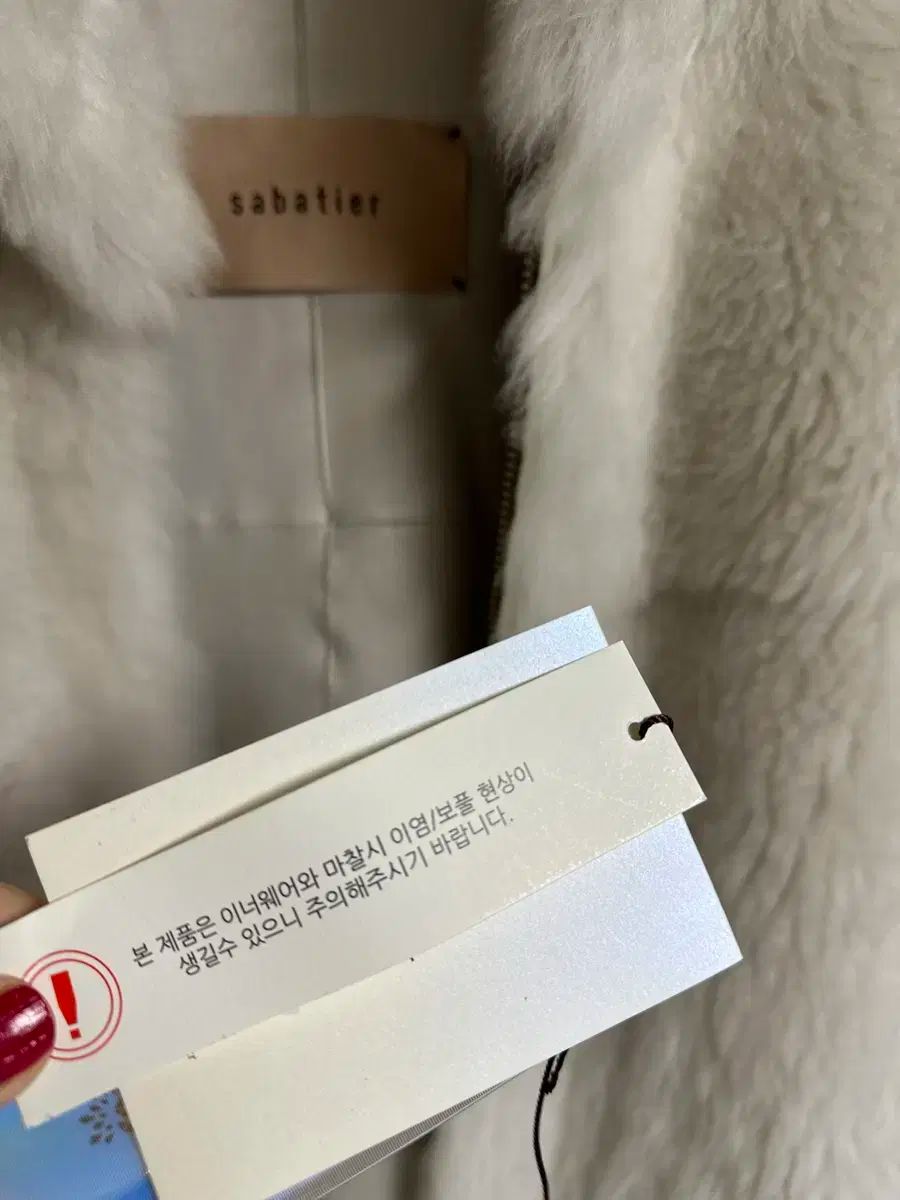 sabatier
본 제품은 이너웨어와 마찰시 이염/보풀 현상이
생길수 있으니 주의해주시기 바랍니다.
!